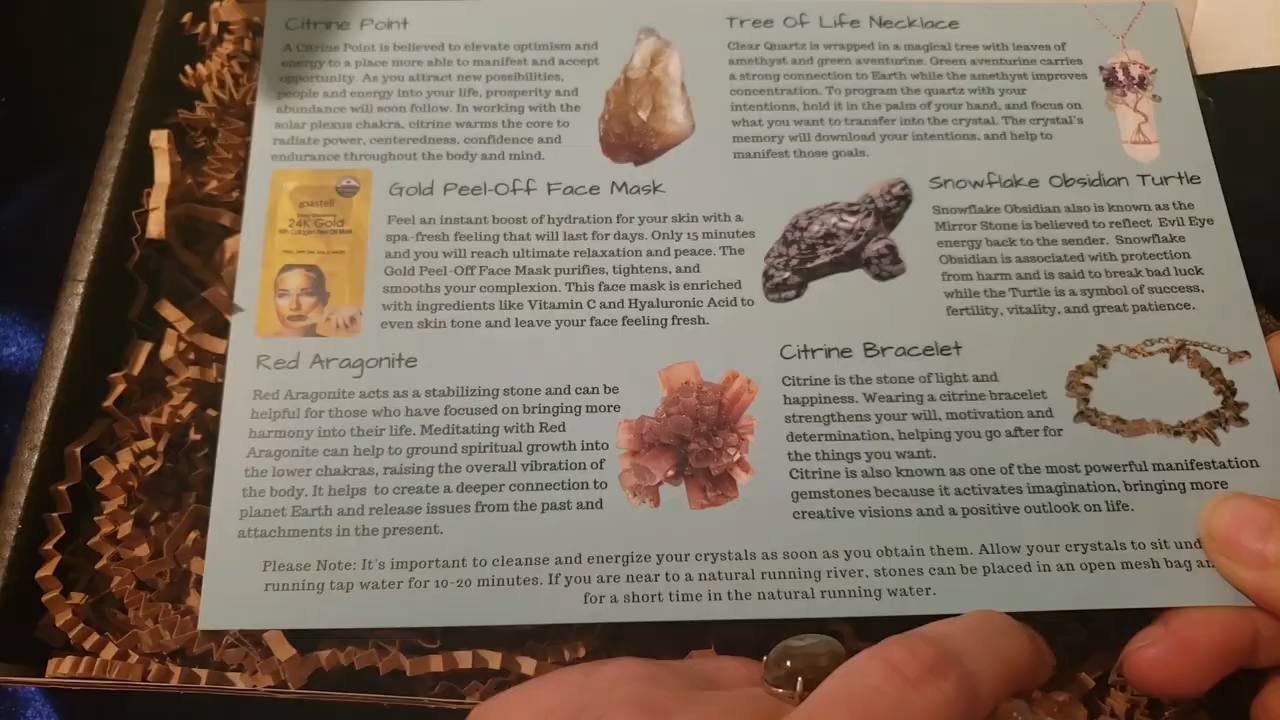 Citrine Point
A Citrine Point is believed to elevate optimism and
energy to a place more able to manifest and accept
opportunity. As you attract new possibilities,
people and energy into your life, prosperity and
abundance will soon follow. In working with the
solar plexus chakra, citrine warms the core to
radiate power, centeredness, confidence and
endurance throughout the body and mind.
Tree Of Life Necklace
Clear Quartz is wrapped in a magical tree with leaves of
amethyst and green aventurine. Green aventurine carries
a strong connection to Earth while the amethyst improves
concentration. To program the quartz with your
intentions, hold it in the palm of your hand, and focus on
what you want to transfer into the crystal. The crystal's
memory will download your intentions, and help to
manifest those goals.
24K Gold
Gold Peel-Off Face Mask
Feel an instant boost of hydration for your skin with a
spa-fresh feeling that will last for days. Only 15 minutes
and you will reach ultimate relaxation and peace. The
Gold Peel-Off Face Mask purifies, tightens, and
smooths your complexion. This face mask is enriched
with ingredients like Vitamin C and Hyaluronic Acid to
even skin tone and leave your face feeling fresh.
Snowflake Obsidian Turtle
Snowflake Obsidian also is known as the
Mirror Stone is believed to reflect Evil Eye
energy back to the sender. Snowflake
Obsidian is associated with protection
from harm and is said to break bad luck
while the Turtle is a symbol of success,
fertility, vitality, and great patience.
Red Aragonite
Red Aragonite acts as a stabilizing stone and can be
helpful for those who have focused on bringing more
harmony into their life. Meditating with Red
Aragonite can help to ground spiritual growth into
the lower chakras, raising the overall vibration of
the body. It helps to create a deeper connection to
planet Earth and release issues from the past and
attachments in the present.
Citrine Bracelet
Citrine is the stone of light and
happiness. Wearing a citrine bracelet
strengthens your will, motivation and
determination, helping you go after for
the things you want.
Citrine is also known as one of the most powerful manifestation
gemstones because it activates imagination, bringing more
creative visions and a positive outlook on life.
Please Note: It's important to cleanse and energize your crystals as soon as you obtain them. Allow your crystals to sit und
running tap water for 10-20 minutes. If you are near to a natural running river, stones can be placed in an open mesh bag an
for a short time in the natural running water.